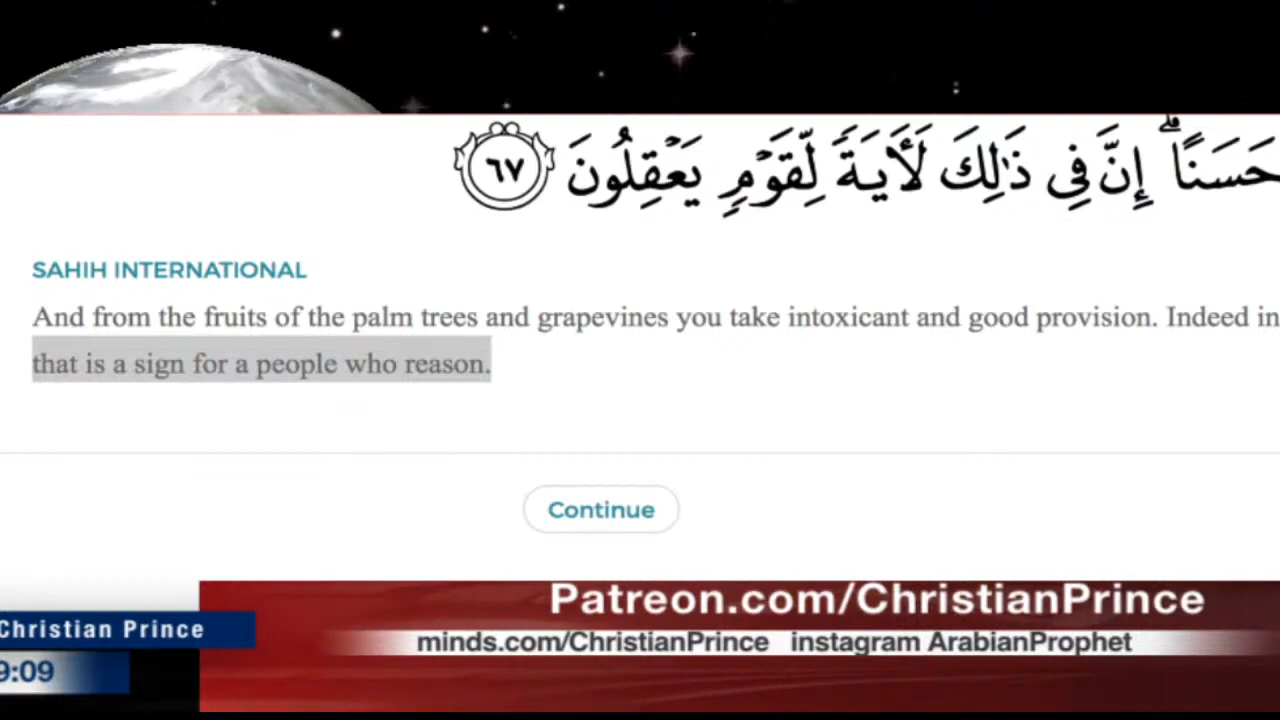 حَسَنًا ۗ إِنَّ فِي ذَٰلِكَ لَآيَةً لِّقَوْمٍ يَعْقِلُونَ ٦٧
SAHIH INTERNATIONAL
And from the fruits of the palm trees and grapevines you take intoxicant and good provision. Indeed in
that is a sign for a people who reason.
Continue
Patreon.com/ChristianPrince
Christian Prince
minds.com/ChristianPrince instagram ArabianProphet
9:09